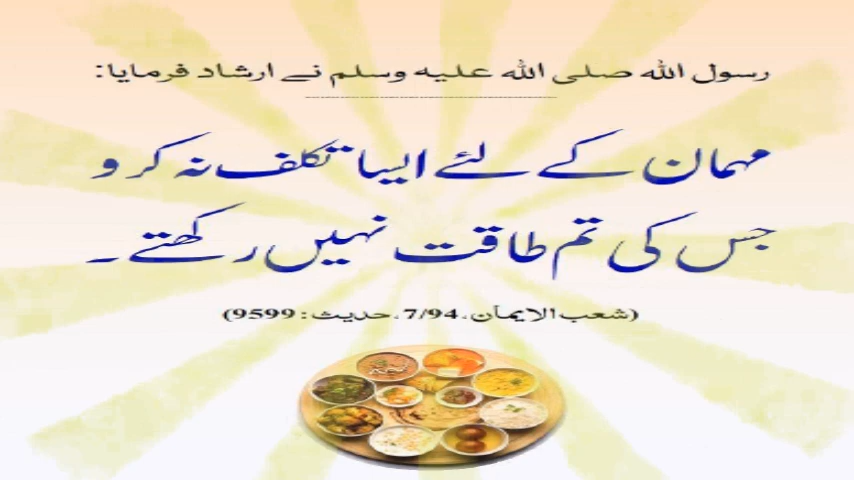 رسول اللہ صلی اللہ علیہ وسلم نے ارشاد فرمایا:
مہمان کے لئے ایسا تکلف نہ کرو
جس کی تم طاقت نہیں رکھتے۔
(شعب الایمان، 7/94، حدیث: 9599)